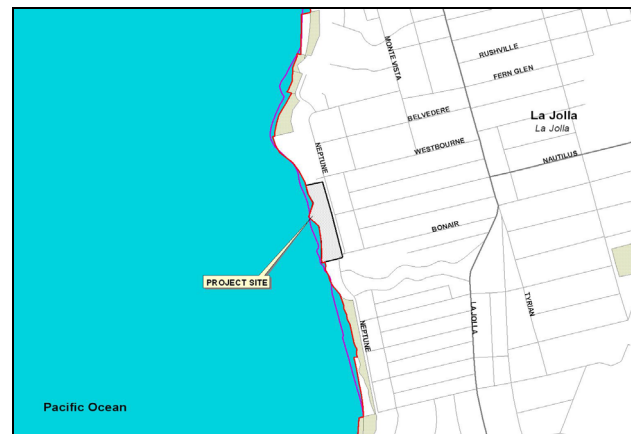 MONTE VISTA
RUSHVILLE
FERN GLEN
BELVEDERE
La Jolla
La Jolla
WESTBOURNE
NEPTUNE
NAUTILUS
BONAIR
PROJECT SITE
TYRIAN
LA JOLLA
NEPTUNE
Pacific Ocean